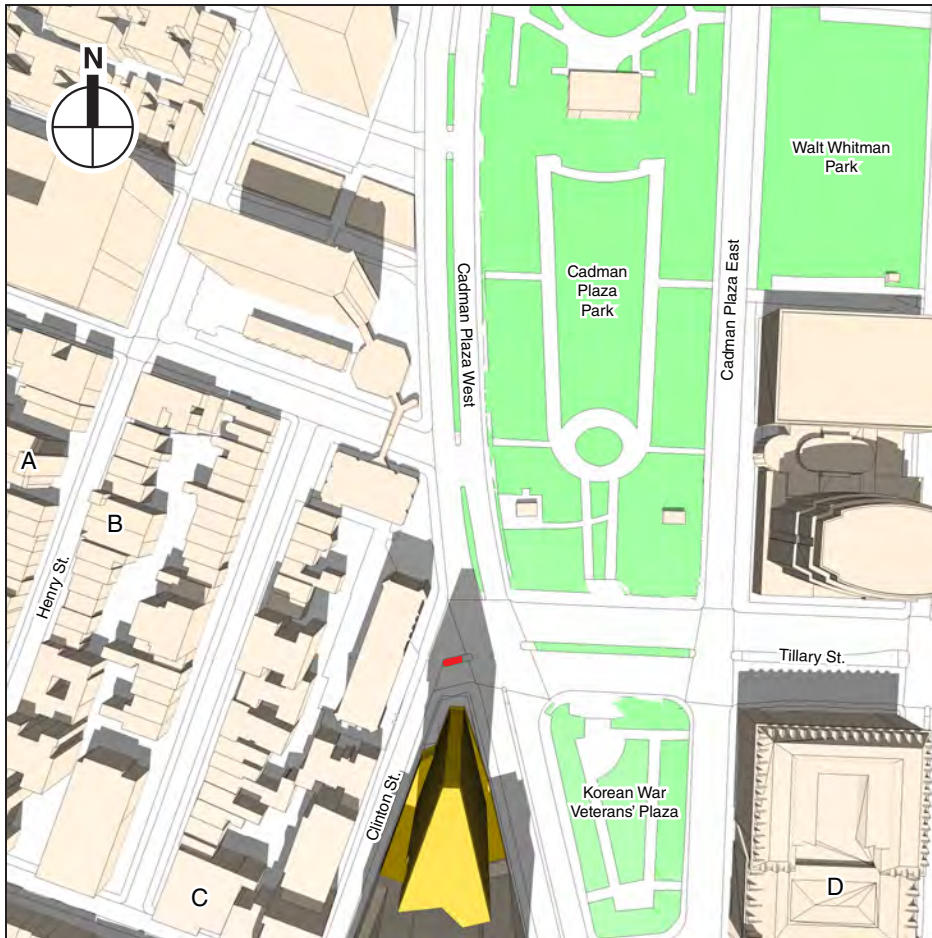 N
Walt Whitman
Park
Cadman Plaza West
Cadman
Plaza
Park
Cadman Plaza East
A
B
Henry St.
Tillary St.
Clinton St.
Korean War
Veterans' Plaza
C
D